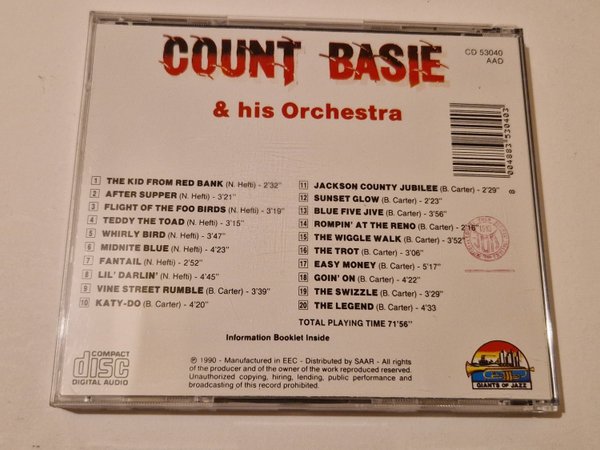 COUNT BASIE
CD 53040
AAD
& his Orchestra
8 004883 530403
1 THE KID FROM RED BANK (N. Hefti) - 2'32"
2 AFTER SUPPER (N. Hefti) - 3'21"
3 FLIGHT OF THE FOO BIRDS (N. Hefti) - 3'19"
4 TEDDY THE TOAD (N. Hefti) - 3'15"
5 WHIRLY BIRD (N. Hefti) - 3'47"
6 MIDNITE BLUE (N. Hefti) - 4'23"
7 FANTAIL (N. Hefti) - 2'52"
8 LIL' DARLIN' (N. Hefti) - 4'45"
9 VINE STREET RUMBLE (B. Carter) - 3'39"
10 KATY-DO (B. Carter) - 4'20"
11 JACKSON COUNTY JUBILEE (B. Carter) - 2'29"
12 SUNSET GLOW (B. Carter) - 2'23"
13 BLUE FIVE JIVE (B. Carter) - 3'56"
14 ROMPIN' AT THE RENO (B. Carter) - 2'16"
15 THE WIGGLE WALK (B. Carter) - 3'52"
16 THE TROT (B. Carter) - 3'06"
17 EASY MONEY (B. Carter) - 5'17"
18 GOIN' ON (B. Carter) - 4'22"
19 THE SWIZZLE (B. Carter) - 3'29"
20 THE LEGEND (B. Carter) - 4'33
TOTAL PLAYING TIME 71'56"
Information Booklet Inside
COMPACT
disc
DIGITAL AUDIO
℗ 1990 - Manufactured in EEC - Distributed by SAAR - All rights
of the producer and of the owner of the work reproduced reserved.
Unauthorized copying, hiring, lending, public performance and
broadcasting of this record prohibited.
GIANTS OF JAZZ